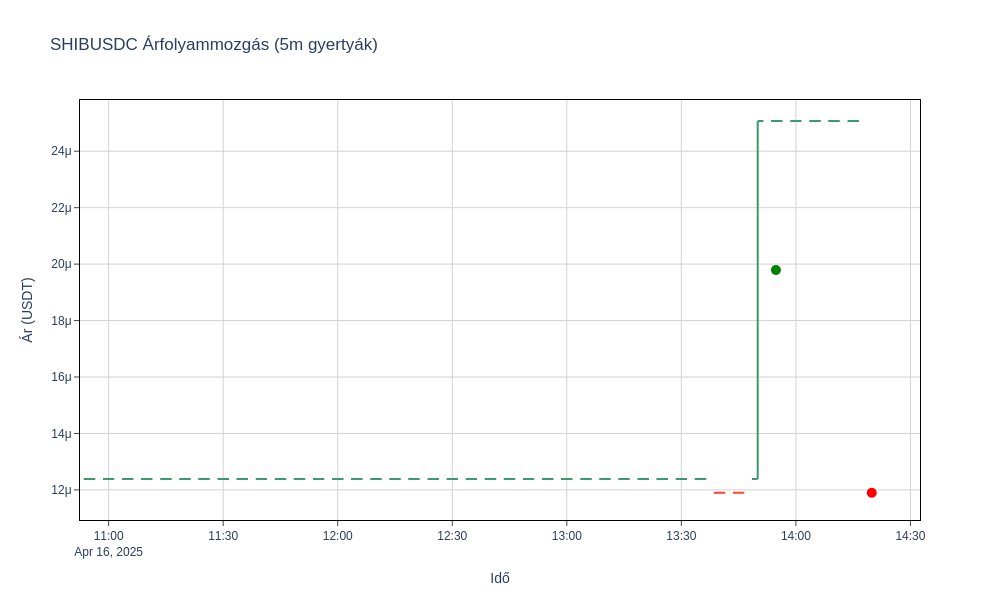 SHIBUSDC Árfolyammozgás (5m gyertyák)
24μ
22μ
20μ
18μ
16μ
14μ
12μ
Ár (USDT)
11:00 11:30 12:00 12:30 13:00 13:30 14:00 14:30
Apr 16, 2025
Idő